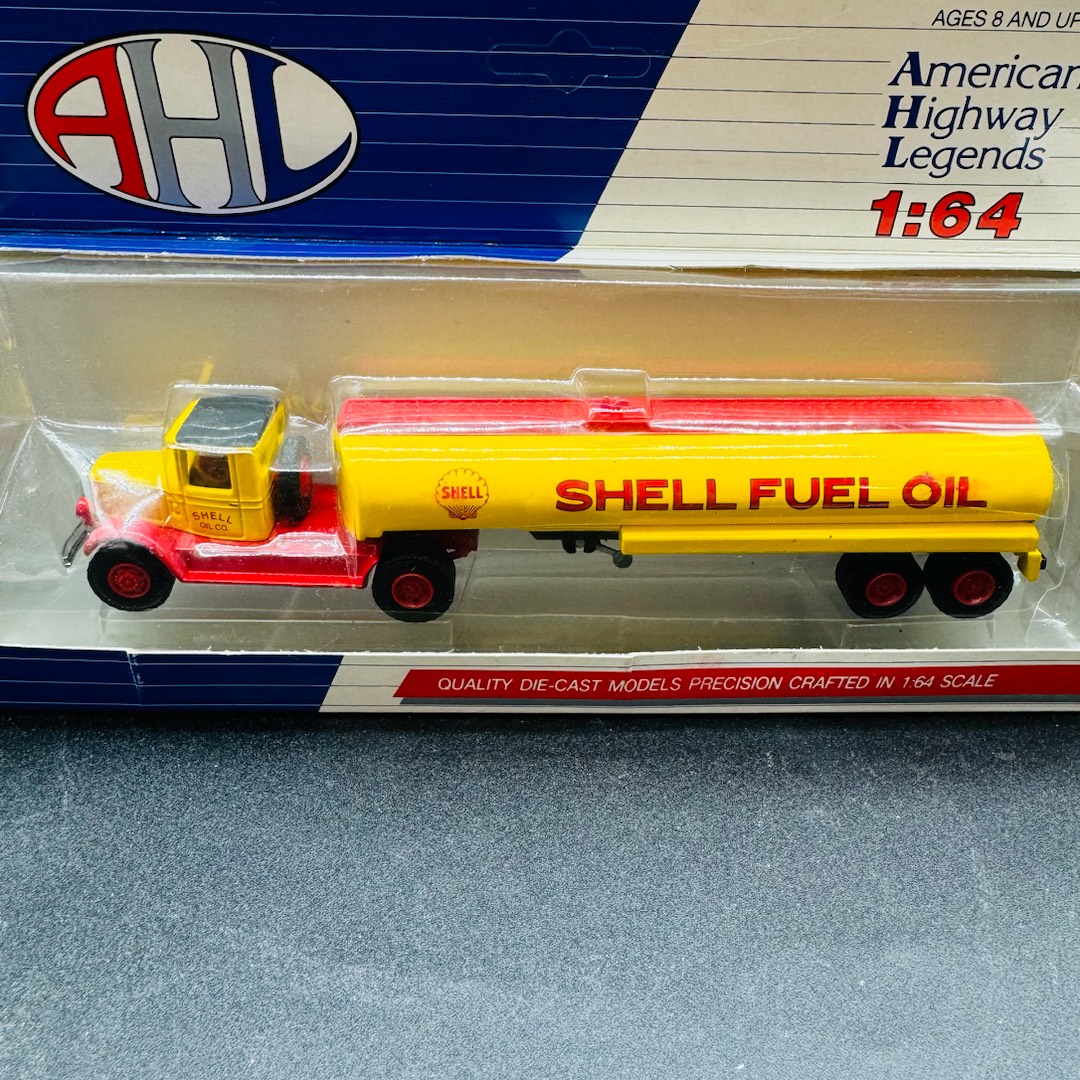 AHL
AGES 8 AND UP
American
Highway
Legends
1:64
SHELL
OIL CO.
SHELL
SHELL FUEL OIL
QUALITY DIE-CAST MODELS PRECISION CRAFTED IN 1:64 SCALE